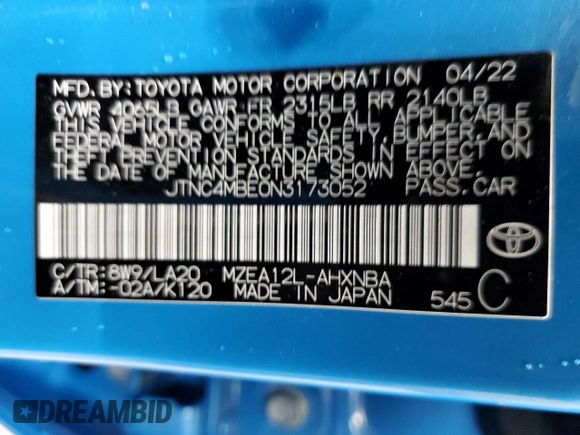 MFD.BY:TOYOTA MOTOR CORPORATION 04/22
GVWR 4065LB GAWR FR 2315LB RR 2140LB
THIS VEHICLE CONFORMS TO ALL APPLICABLE
FEDERAL MOTOR VEHICLE SAFETY, BUMPER, AND
THEFT PREVENTION STANDARDS IN EFFECT ON
THE DATE OF MANUFACTURE SHOWN ABOVE.
JTNC4MBE0N3173052 PASS.CAR
C/TR:8W9/LA20 MZEA12L-AHXNBA
A/TM:-02A/K120 MADE IN JAPAN 545 C
DREAMBID